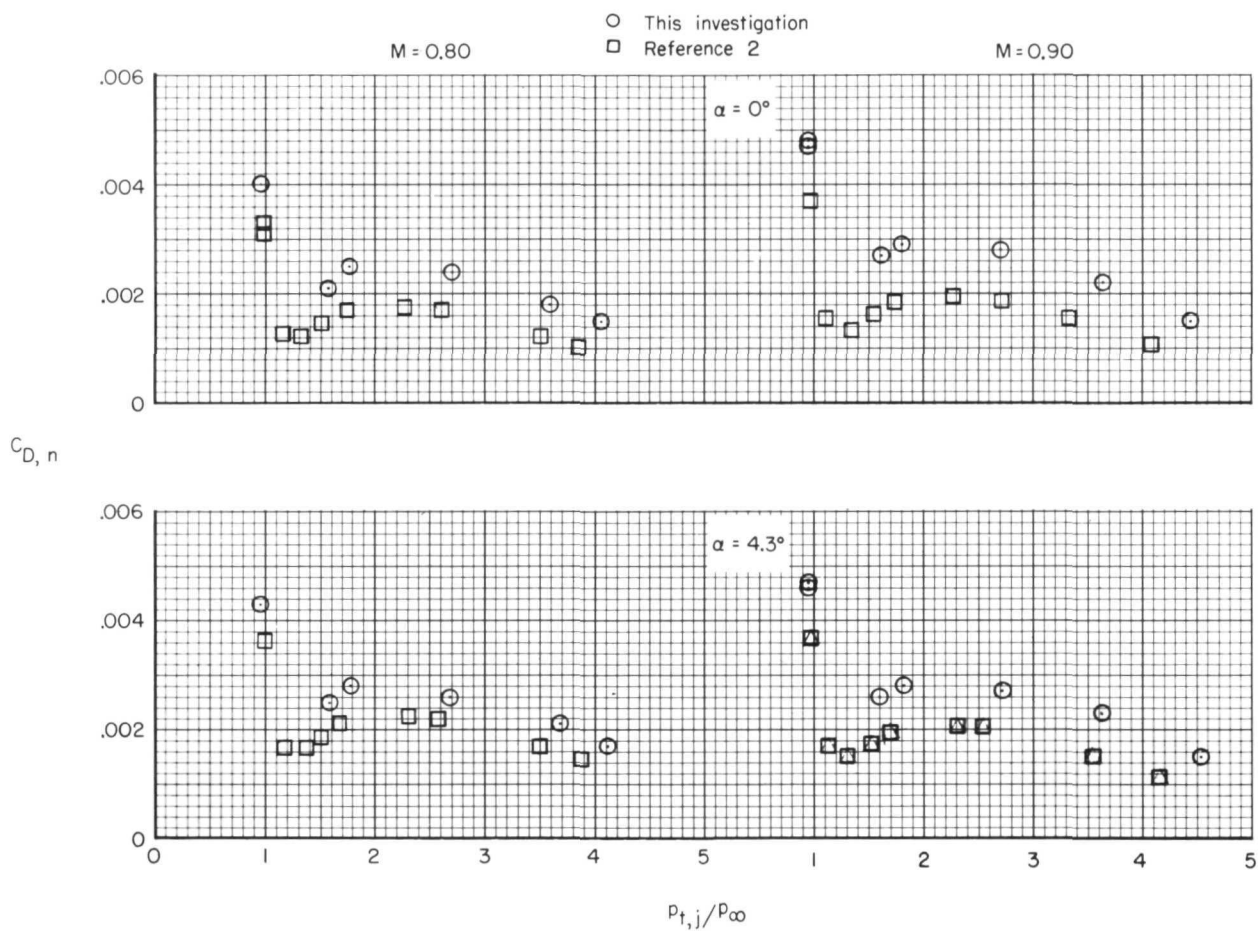 This investigation
Reference 2
M = 0.80
M = 0.90
.006
α = 0°
.004
.002
0
C_D, n
.006
α = 4.3°
.004
.002
0
0 1 2 3 4 5 1 2 3 4 5
p_t, j/p_∞